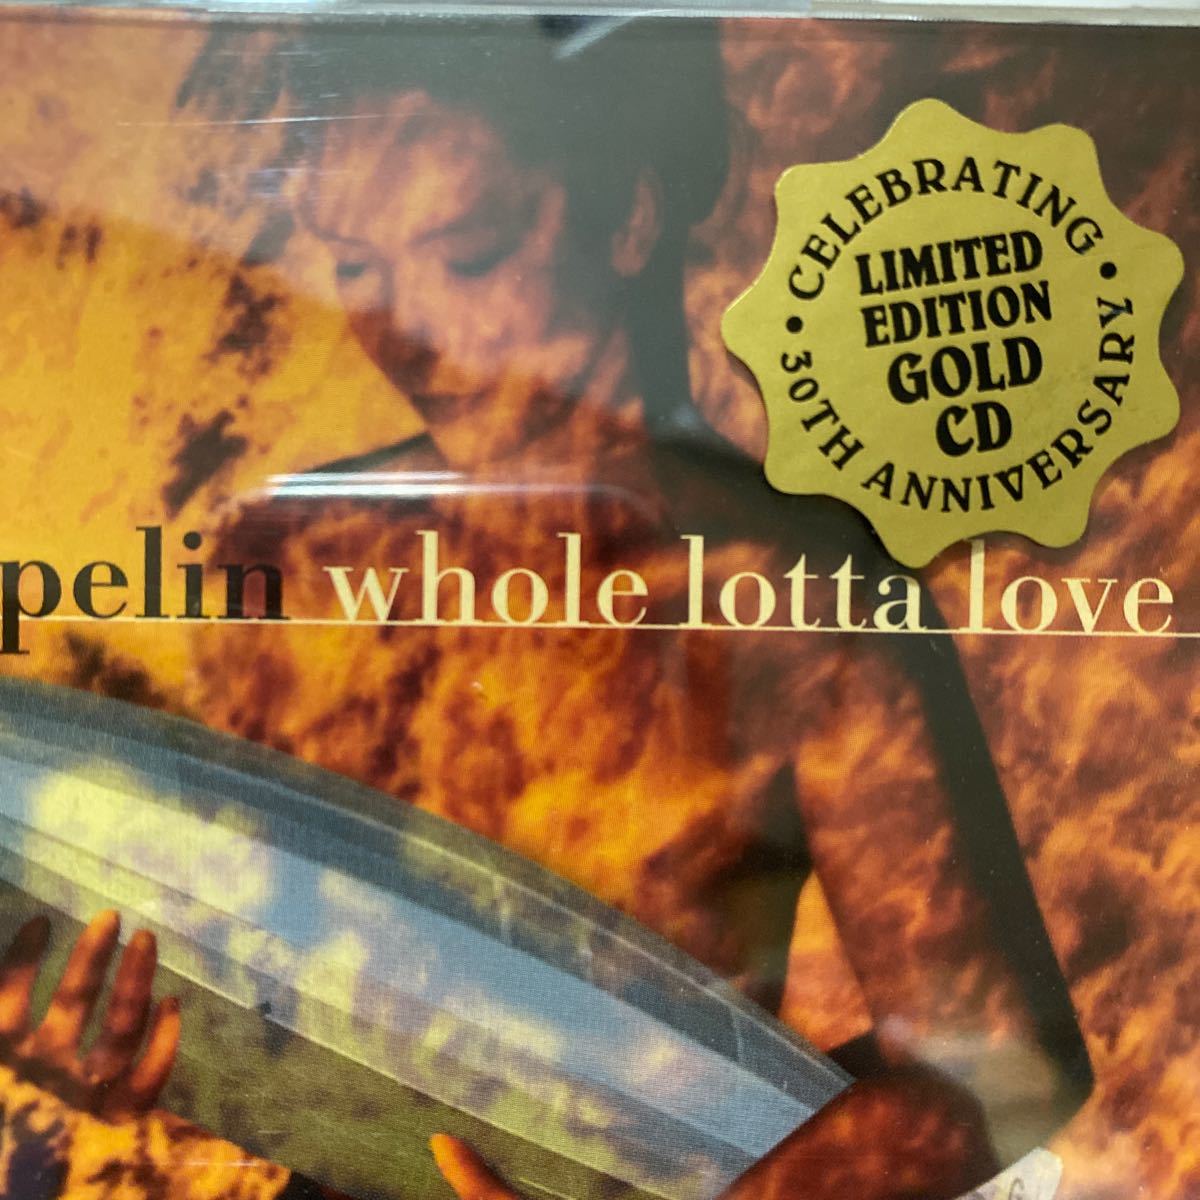 CELEBRATING
LIMITED
EDITION
GOLD
CD
30TH ANNIVERSARY
pelin whole lotta love